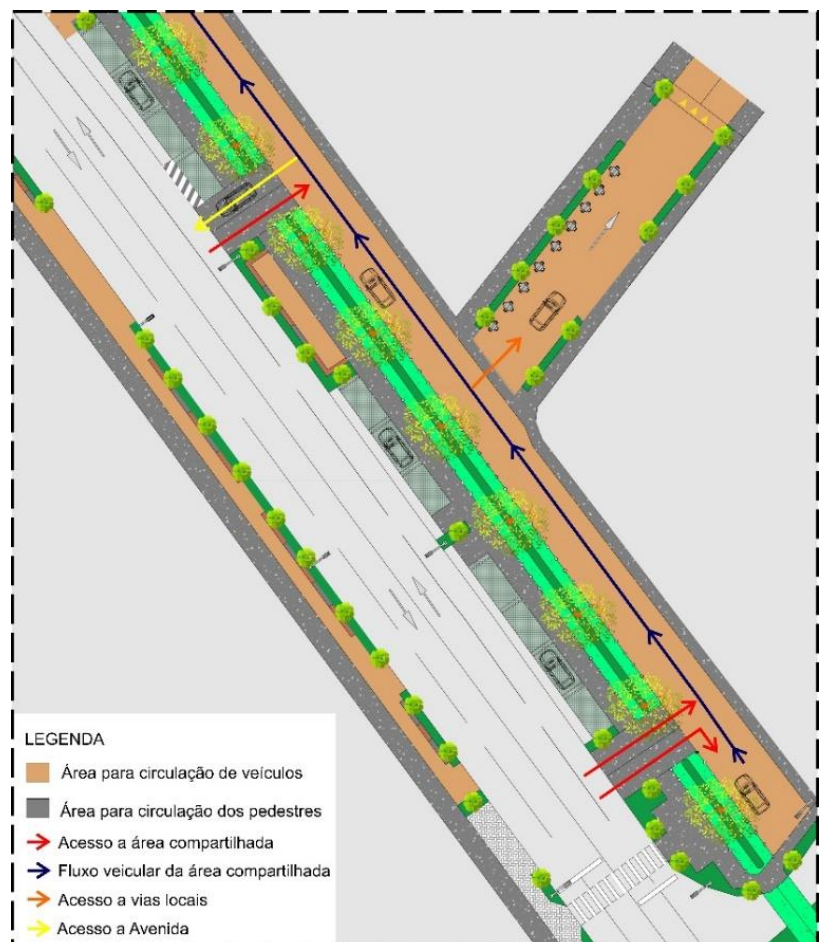 LEGENDA
Área para circulação de veículos
Área para circulação dos pedestres
Acesso a área compartilhada
Fluxo veicular da área compartilhada
Acesso a vias locais
Acesso a Avenida